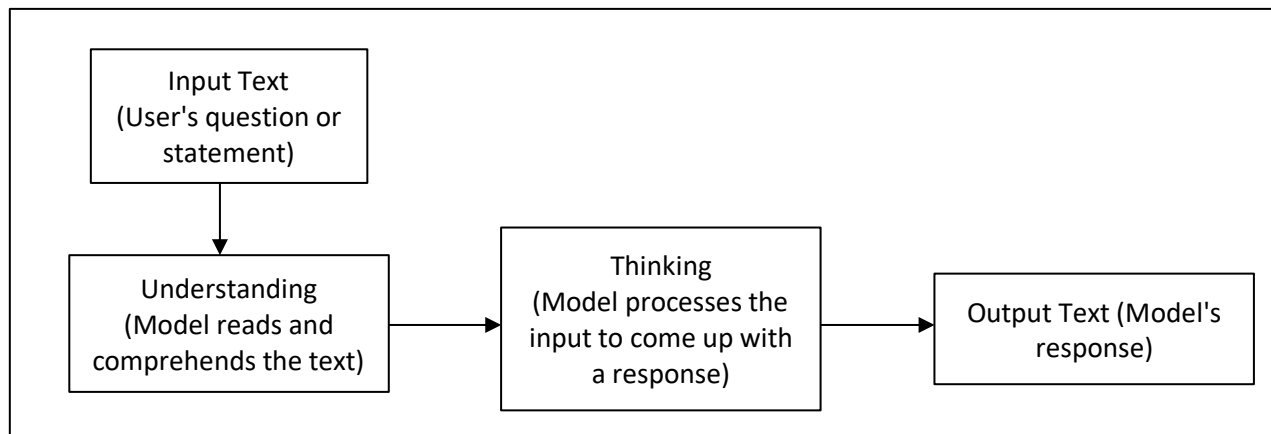 Input Text
(User's question or
statement)
Understanding
(Model reads and
comprehends the text)
Thinking
(Model processes the
input to come up with
a response)
Output Text (Model's
response)